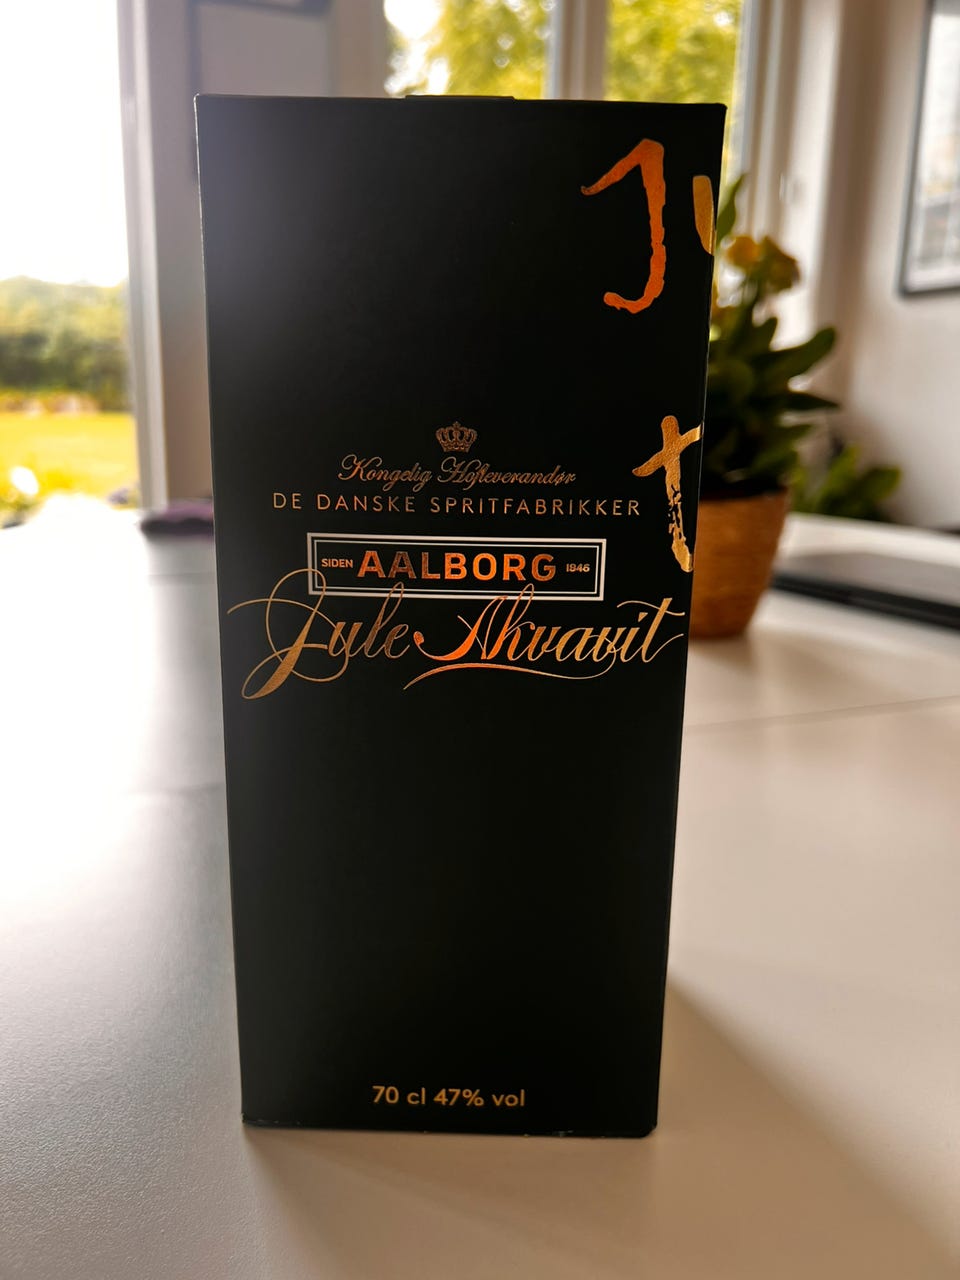 J
t
Kongelig Hofleverandør
DE DANSKE SPRITFABRIKKER
SIDEN AALBORG 1846
Jule Akvavit
70 cl 47% vol